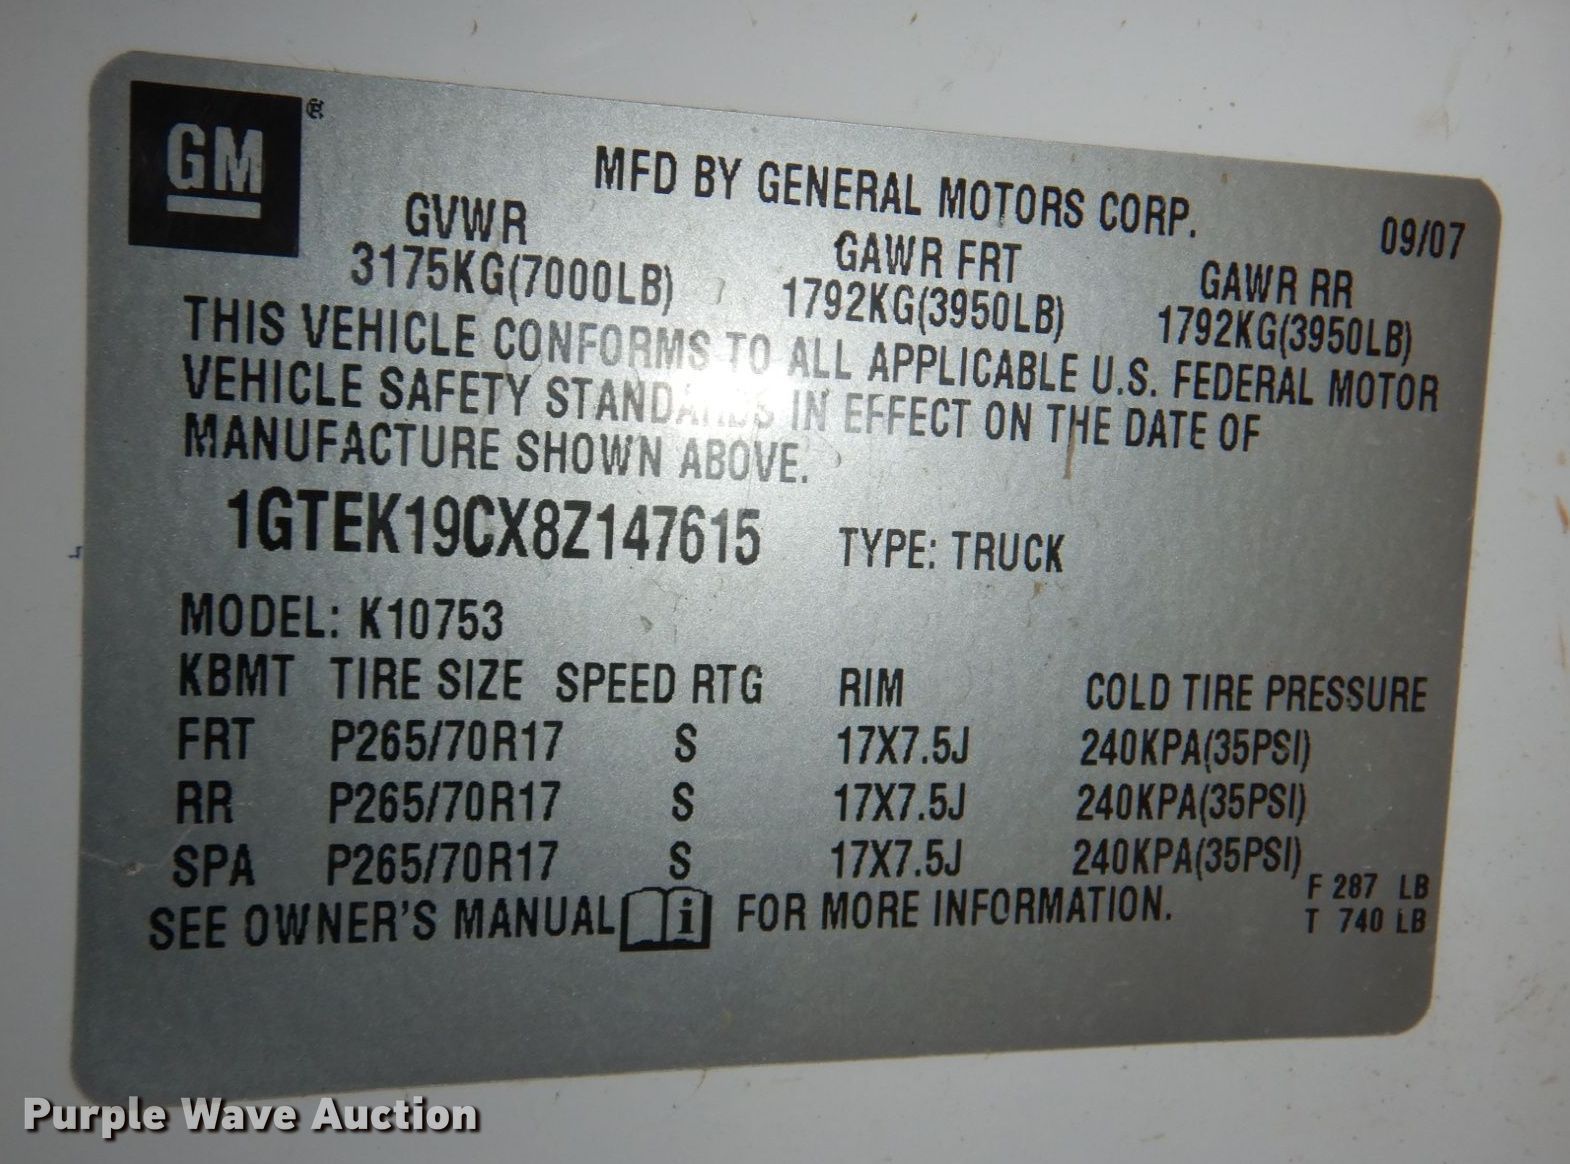 GM®
MFD BY GENERAL MOTORS CORP.
09/07
GVWR
3175KG(7000LB)
GAWR FRT
1792KG(3950LB)
GAWR RR
1792KG(3950LB)
THIS VEHICLE CONFORMS TO ALL APPLICABLE U.S. FEDERAL MOTOR
VEHICLE SAFETY STANDARDS IN EFFECT ON THE DATE OF
MANUFACTURE SHOWN ABOVE.
1GTEK19CX8Z147615 TYPE: TRUCK
MODEL: K10753
KBMT TIRE SIZE SPEED RTG RIM COLD TIRE PRESSURE
FRT P265/70R17 S 17X7.5J 240KPA(35PSI)
RR P265/70R17 S 17X7.5J 240KPA(35PSI)
SPA P265/70R17 S 17X7.5J 240KPA(35PSI)
SEE OWNER'S MANUAL i FOR MORE INFORMATION.
F 287 LB
T 740 LB
Purple Wave Auction